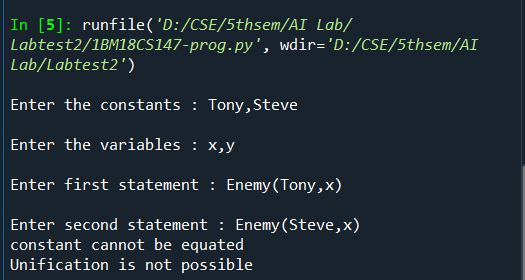 In [5]: runfile('D:/CSE/5thsem/AI Lab/
Labtest2/1BM18CS147-prog.py', wdir='D:/CSE/5thsem/AI
Lab/Labtest2')
Enter the constants : Tony,Steve
Enter the variables : x,y
Enter first statement : Enemy(Tony,x)
Enter second statement : Enemy(Steve,x)
constant cannot be equated
Unification is not possible